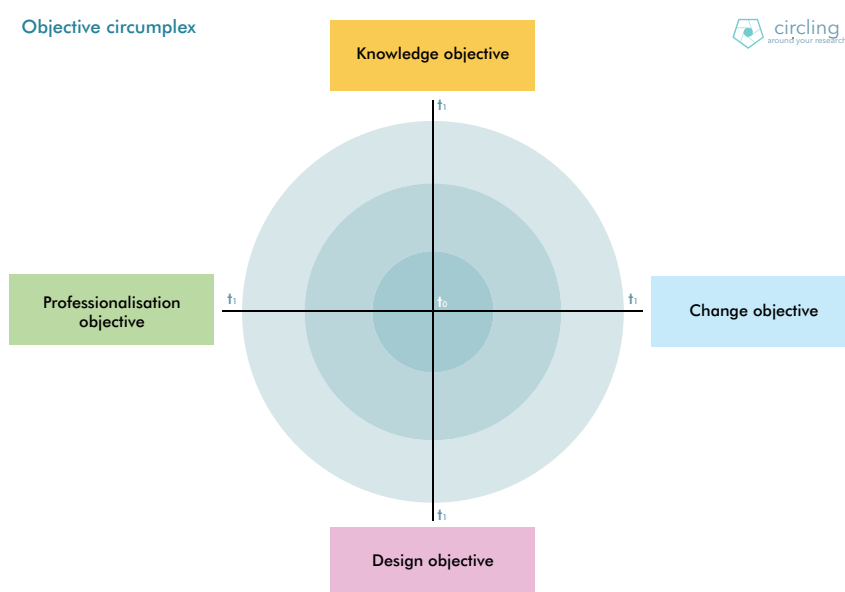 Objective circumplex
circling
around your research
Knowledge objective
t₁
Professionalisation
objective
t₁
t₀
t₁
Change objective
t₁
Design objective